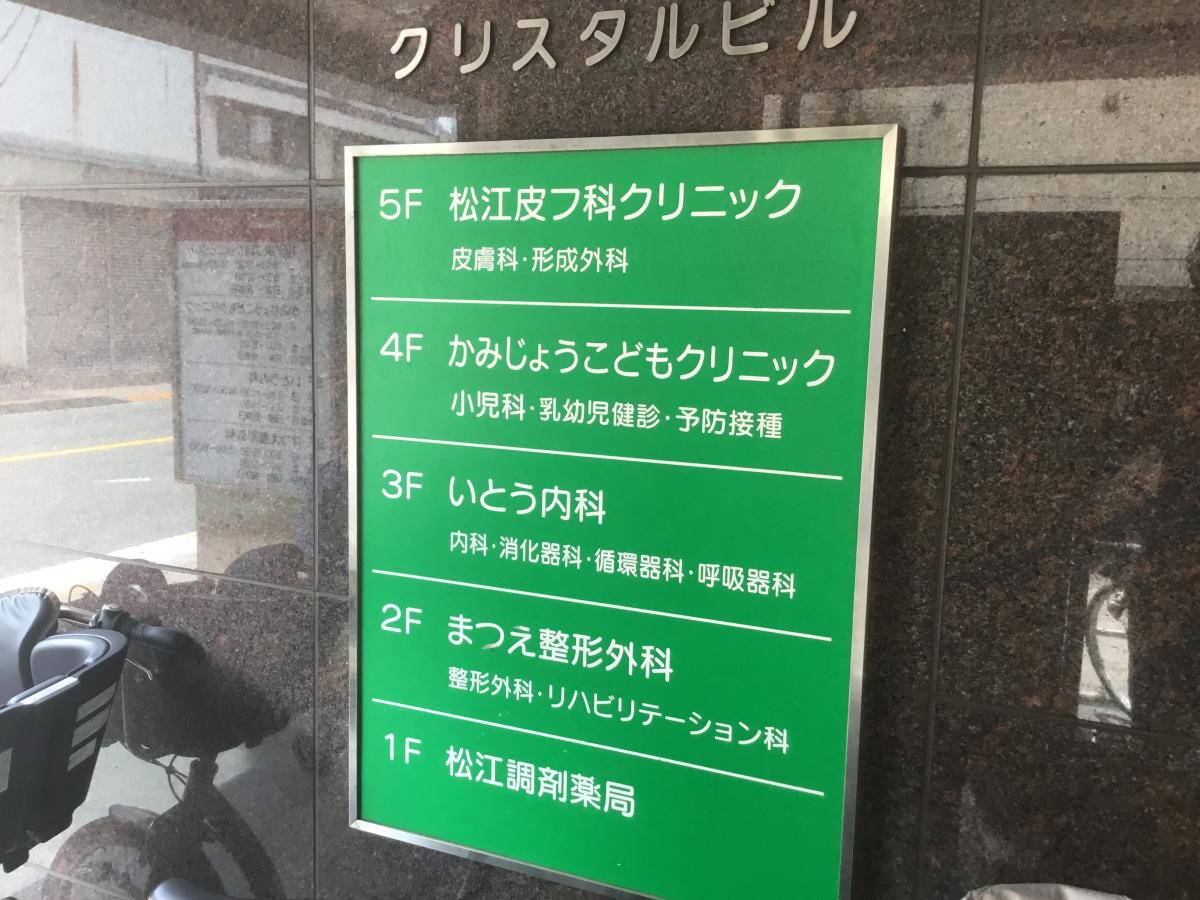 クリスタルビル
5F 松江皮フ科クリニック
皮膚科・形成外科
4F かみじょうこどもクリニック
小児科・乳幼児健診・予防接種
3F いとう内科
内科・消化器科・循環器科・呼吸器科
2F まつえ整形外科
整形外科・リハビリテーション科
1F 松江調剤薬局